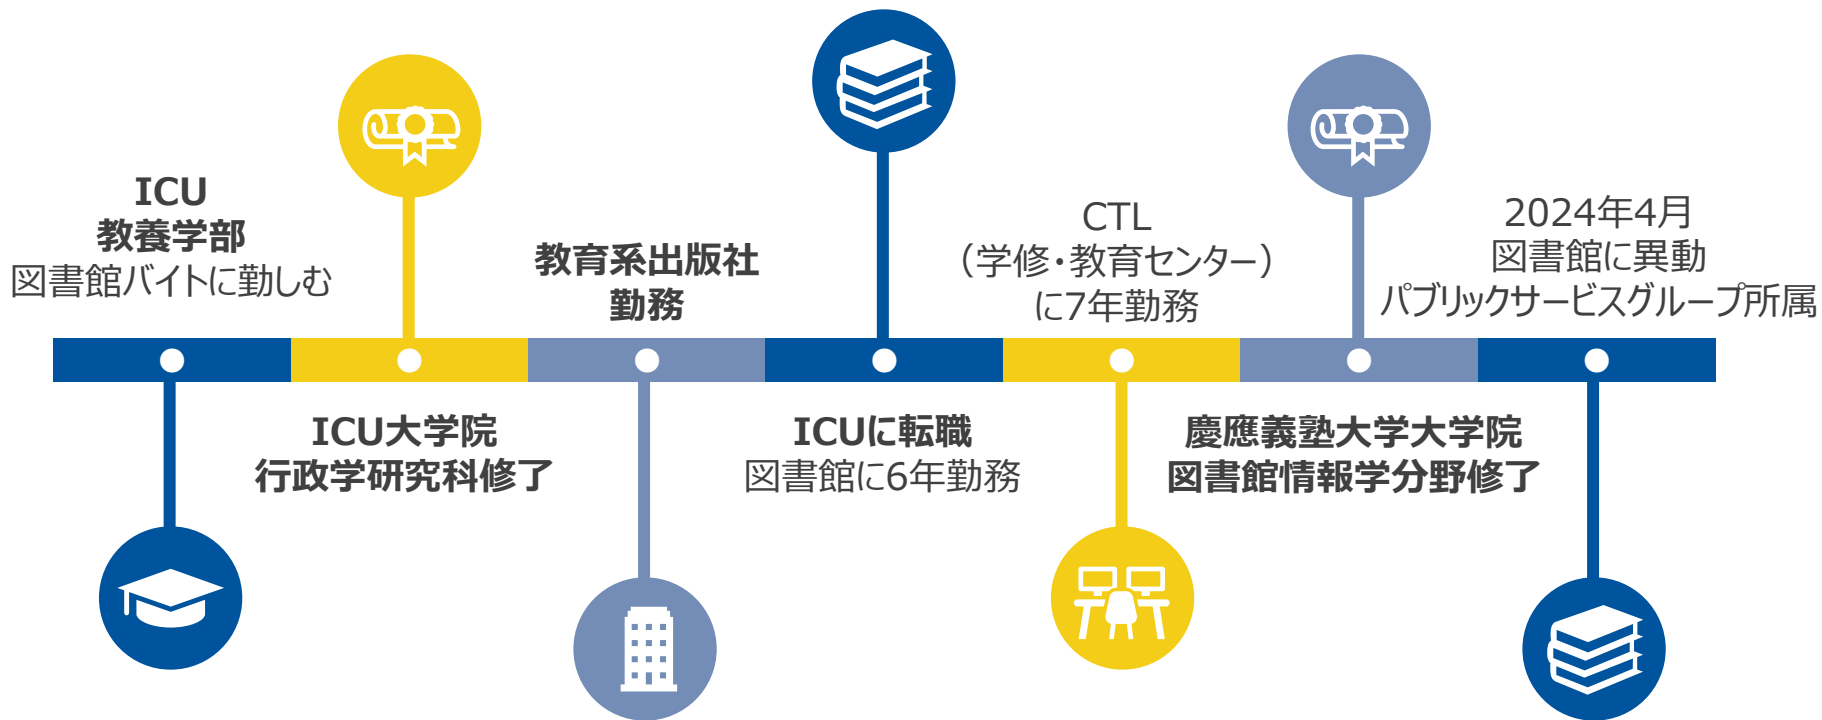 ICU
教養学部
図書館バイトに勤しむ
ICU大学院
行政学研究科修了
教育系出版社
勤務
ICUに転職
図書館に6年勤務
CTL
（学修・教育センター）
に7年勤務
慶應義塾大学大学院
図書館情報学分野修了
2024年4月
図書館に異動
パブリックサービスグループ所属